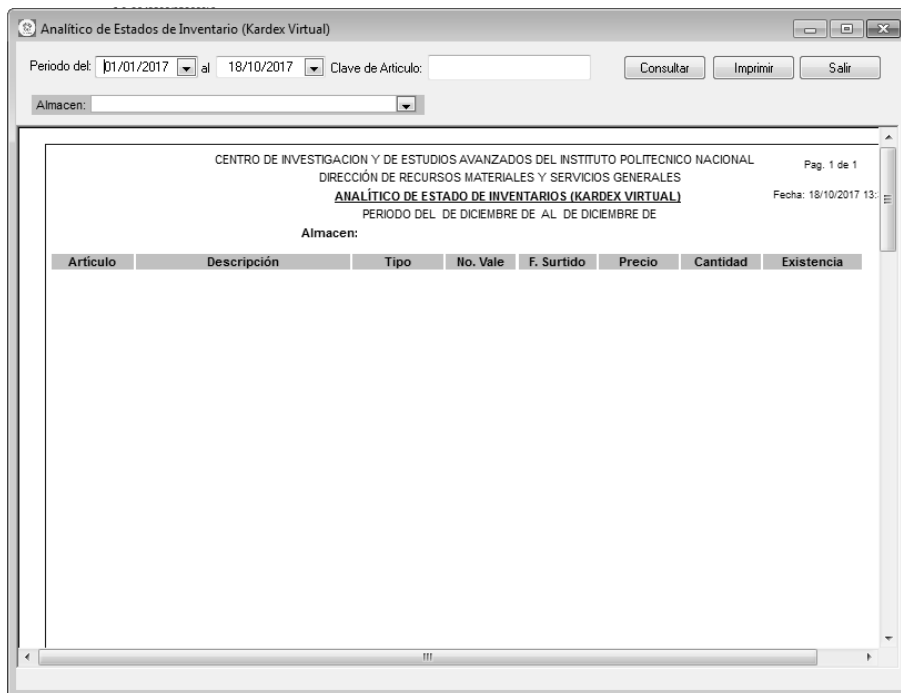 Analítico de Estados de Inventario (Kardex Virtual)
Periodo del: 01/01/2017 al 18/10/2017 Clave de Articulo: Consultar Imprimir Salir
Almacen:
CENTRO DE INVESTIGACION Y DE ESTUDIOS AVANZADOS DEL INSTITUTO POLITECNICO NACIONAL Pag. 1 de 1
DIRECCIÓN DE RECURSOS MATERIALES Y SERVICIOS GENERALES
ANALÍTICO DE ESTADO DE INVENTARIOS (KARDEX VIRTUAL) Fecha: 18/10/2017 13:
PERIODO DEL DE DICIEMBRE DE AL DE DICIEMBRE DE
Almacen:
Artículo Descripción Tipo No. Vale F. Surtido Precio Cantidad Existencia